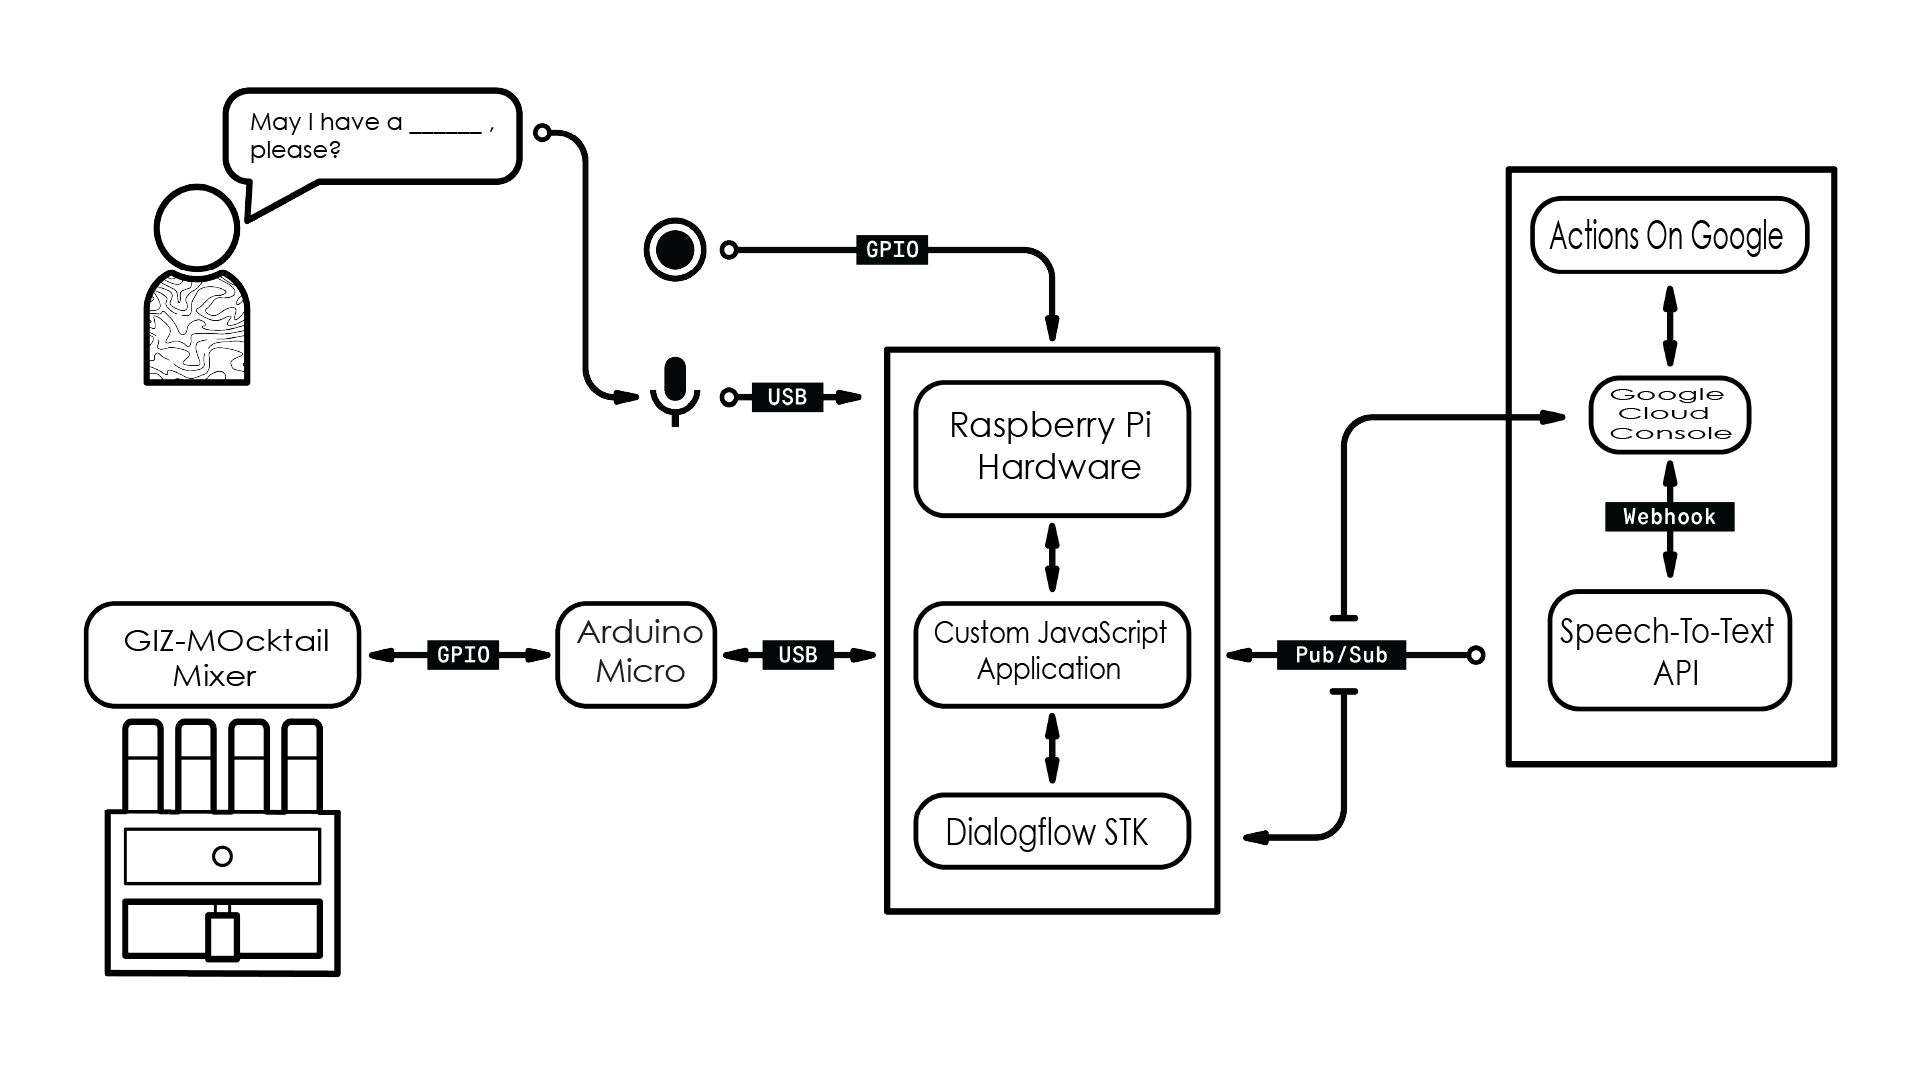 May I have a ______ ,
please?
GPIO
USB
Raspberry Pi
Hardware
Custom JavaScript
Application
Dialogflow STK
GIZ-MOcktail
Mixer
GPIO
Arduino
Micro
USB
Pub/Sub
Actions On Google
Google
Cloud
Console
Webhook
Speech-To-Text
API